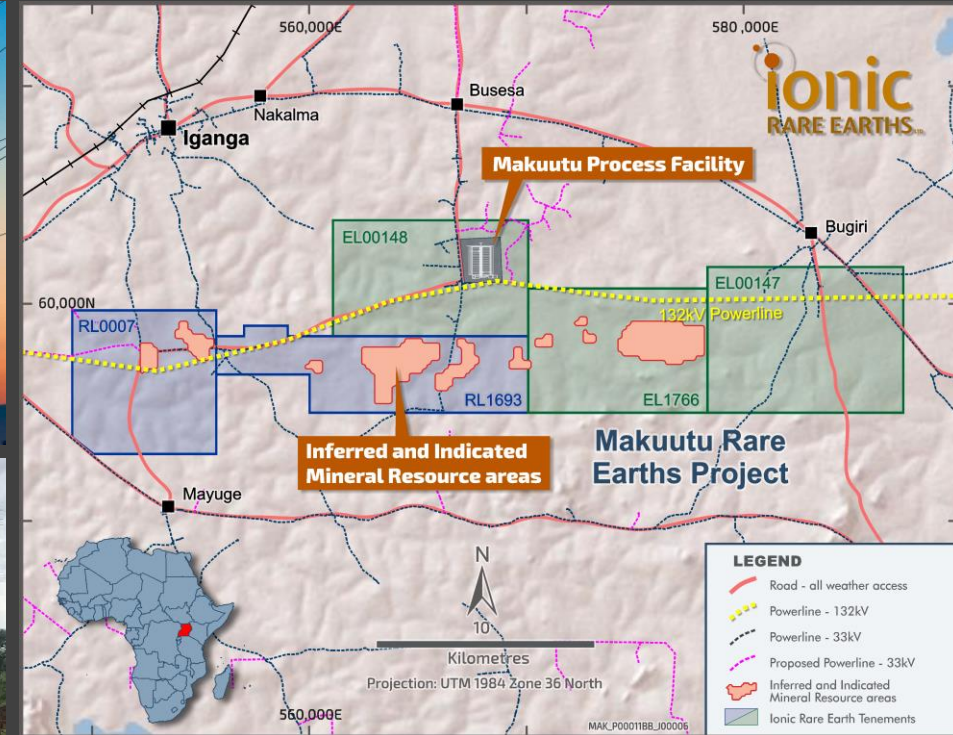 560,000E
580,000E
ionic
RARE EARTHS™
Busesa
Nakalma
Iganga
Makuutu Process Facility
Bugiri
EL00148
EL00147
60,000N
132kV Powerline
RL0007
RL1693
EL1766
Inferred and Indicated
Mineral Resource areas
Makuutu Rare
Earths Project
Mayuge
N
10
Kilometres
Projection: UTM 1984 Zone 36 North
560,000E
MAK_P00011BB_J00006
LEGEND
Road - all weather access
Powerline - 132kV
Powerline - 33kV
Proposed Powerline - 33kV
Inferred and Indicated
Mineral Resource areas
Ionic Rare Earth Tenements